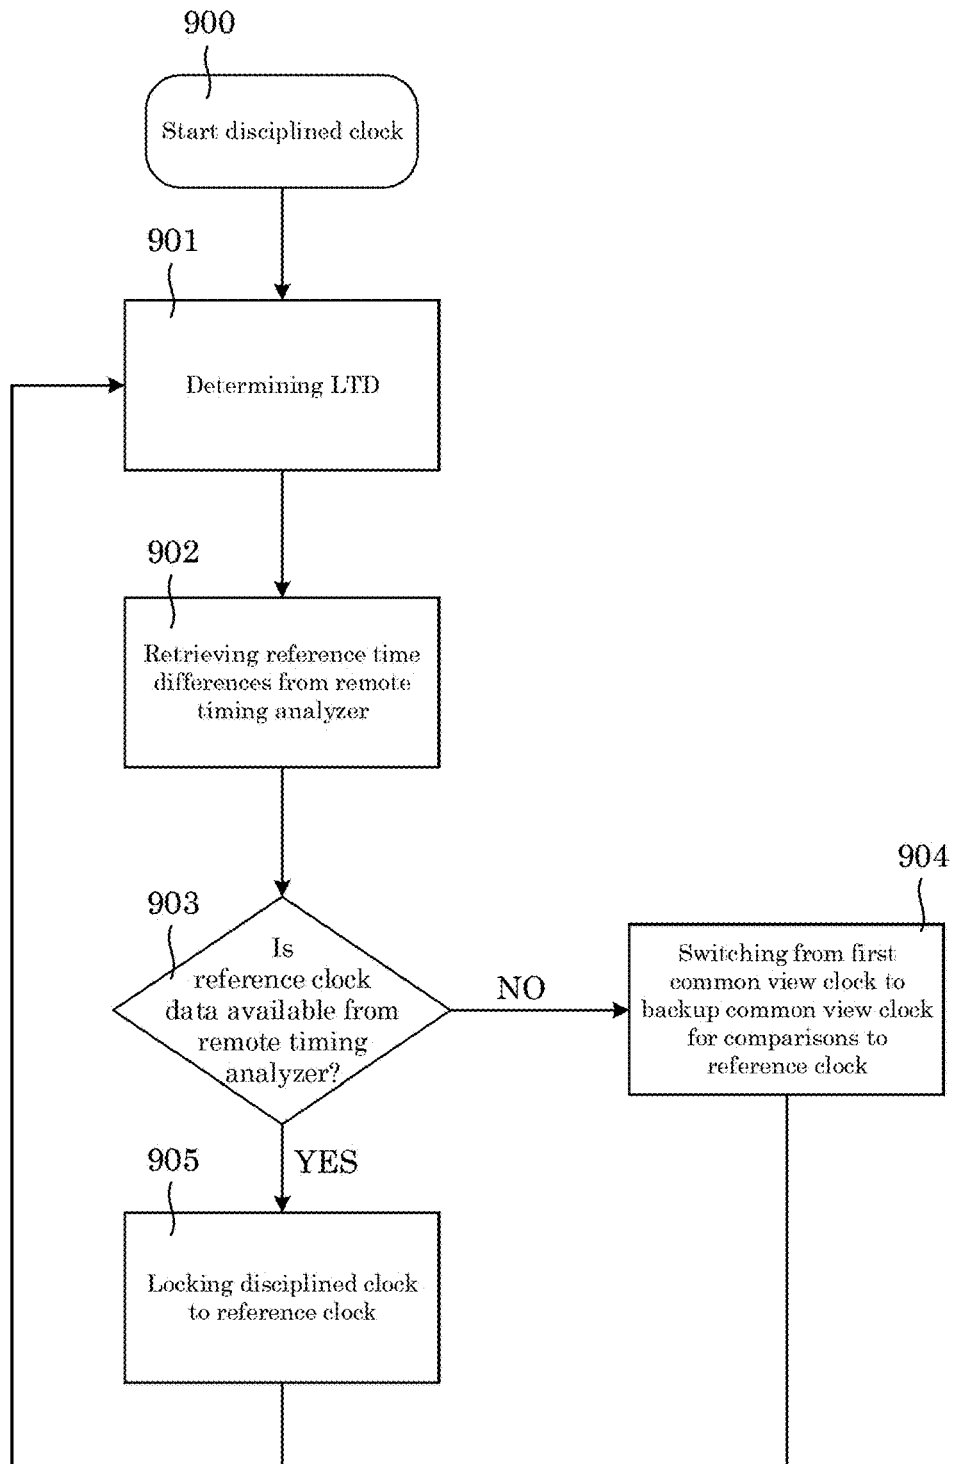 900
Start disciplined clock
901
Determining LTD
902
Retrieving reference time
differences from remote
timing analyzer
903
Is
reference clock
data available from
remote timing
analyzer?
NO
904
Switching from first
common view clock to
backup common view clock
for comparisons to
reference clock
YES
905
Locking disciplined clock
to reference clock